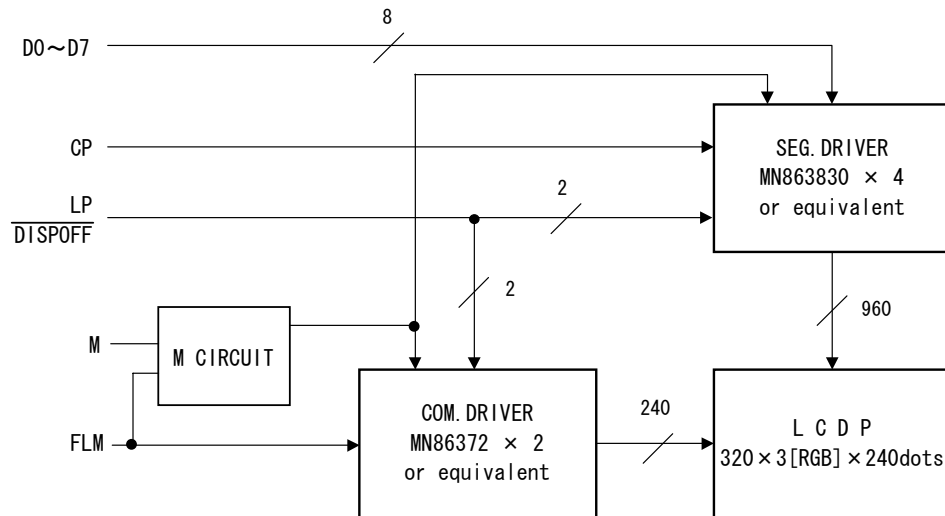 8
D0～D7
CP
SEG.DRIVER
MN863830 × 4
or equivalent
LP
DISPOFF
2
2
960
M
M CIRCUIT
FLM
COM.DRIVER
MN86372 × 2
or equivalent
240
L C D P
320×3[RGB]×240dots